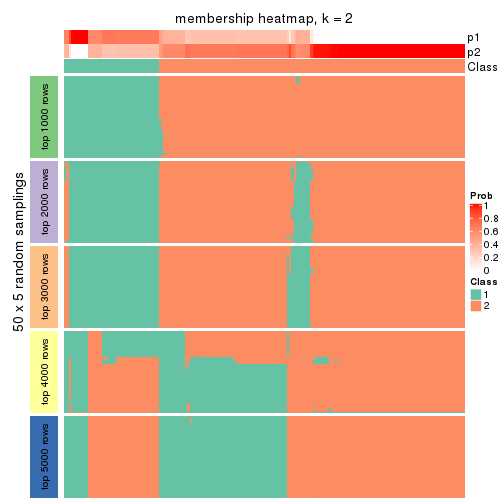 membership heatmap, k = 2
p1
p2
Class
50 x 5 random samplings
top 1000 rows
top 2000 rows
top 3000 rows
top 4000 rows
top 5000 rows
Prob
1
0.8
0.6
0.4
0.2
0
Class
1
2